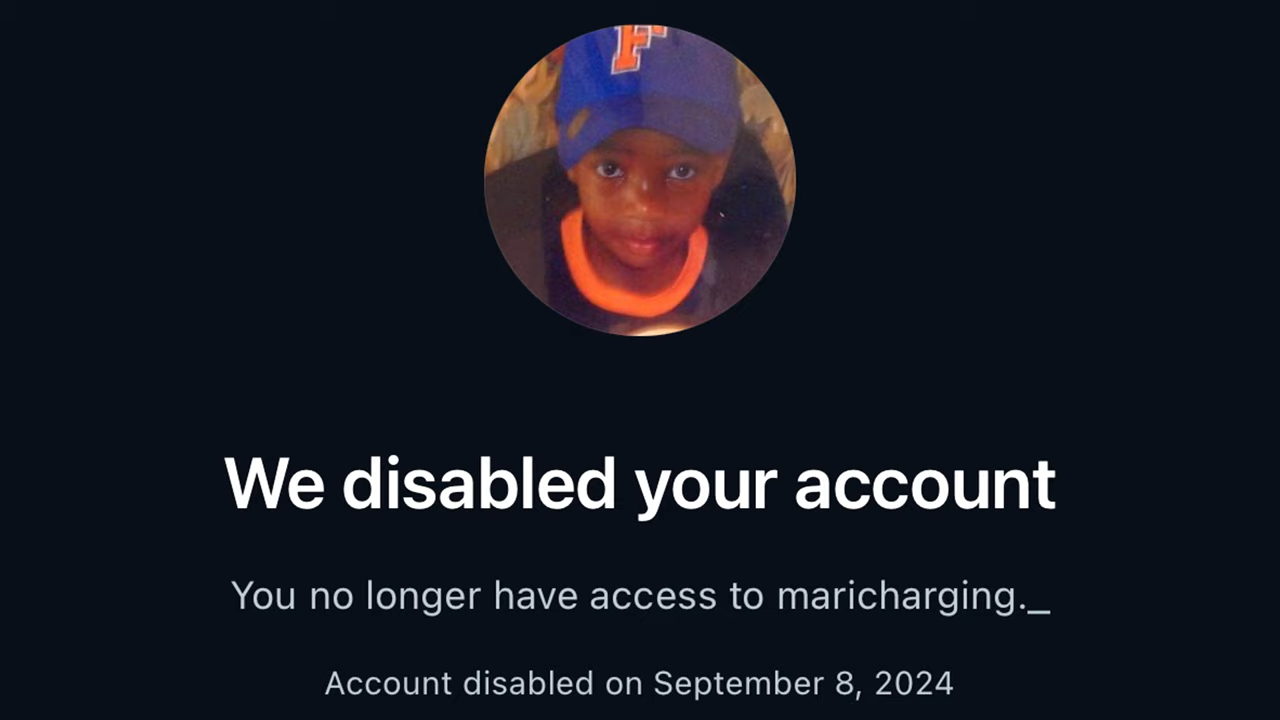 F
We disabled your account
You no longer have access to maricharging._
Account disabled on September 8, 2024